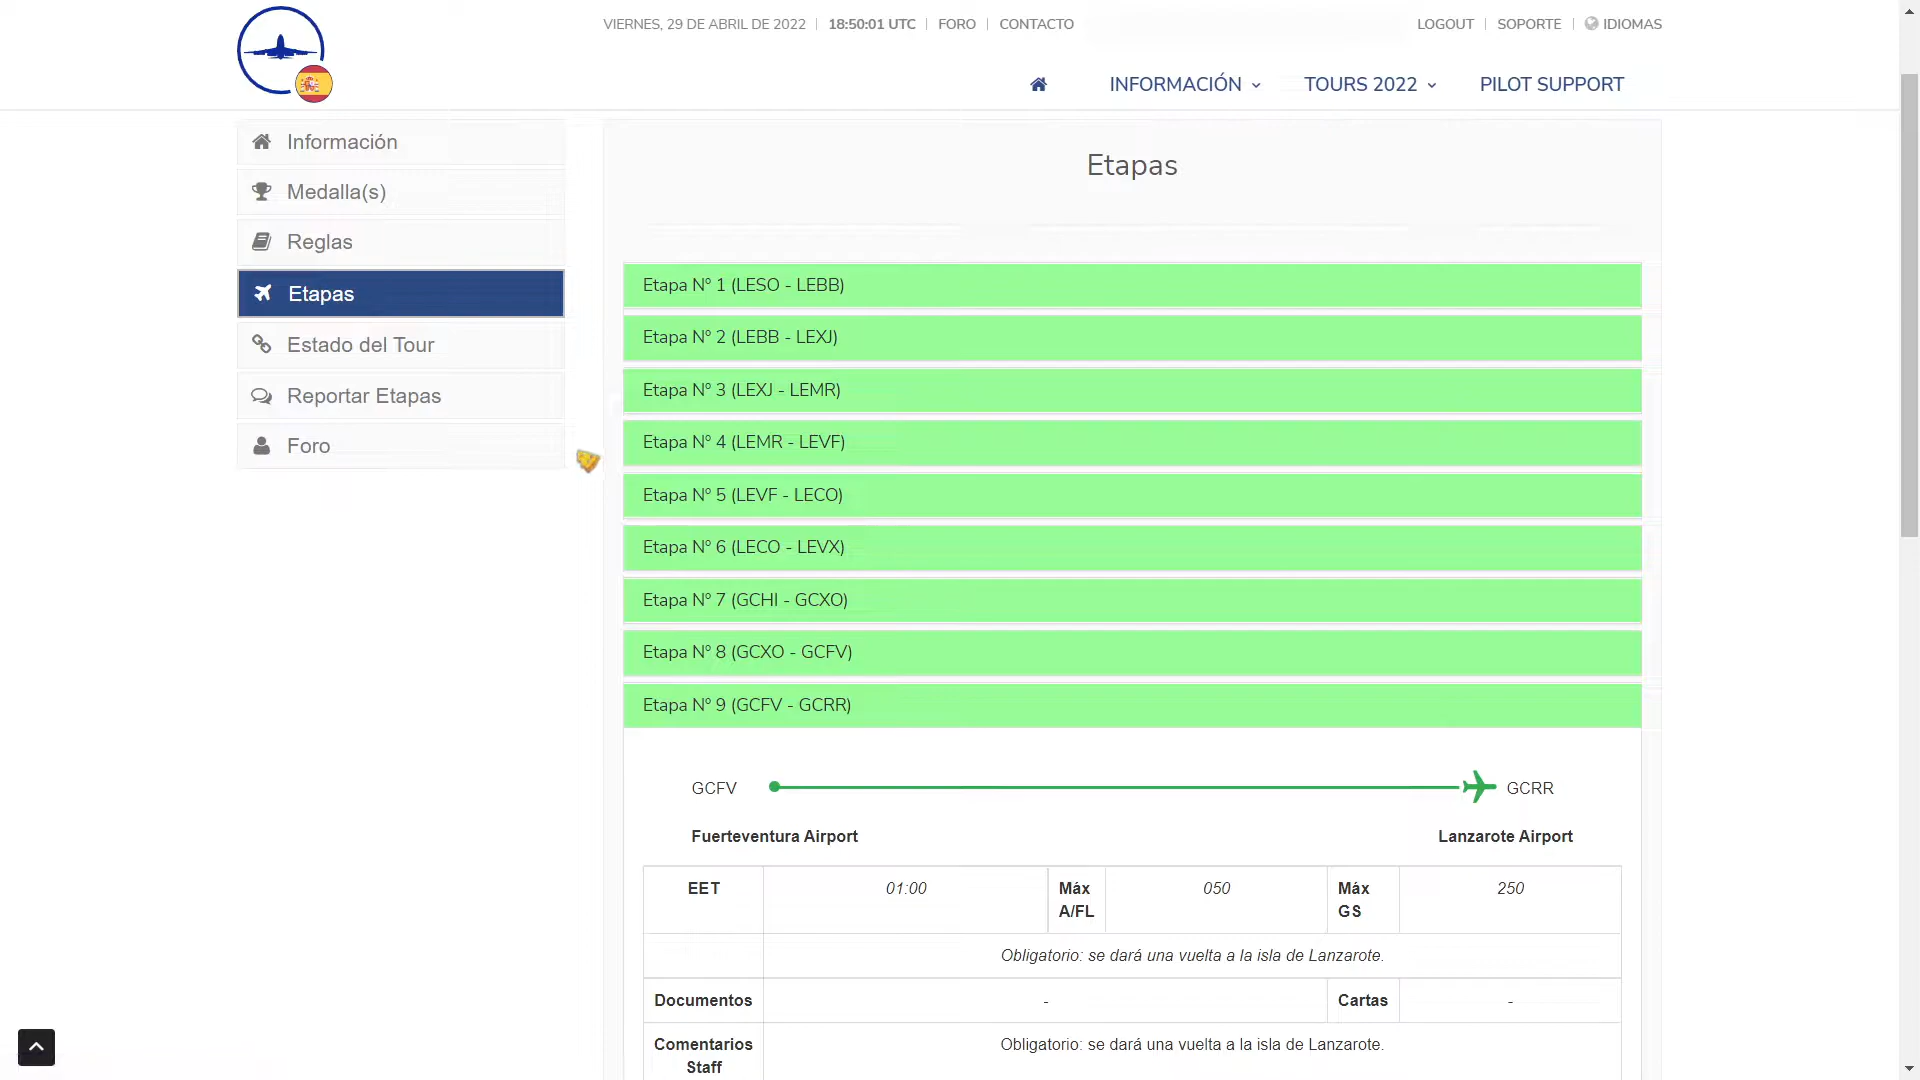 VIERNES, 29 DE ABRIL DE 2022 18:50:01 UTC FORO CONTACTO LOGOUT SOPORTE IDIOMAS
INFORMACIÓN TOURS 2022 PILOT SUPPORT
Información
Medalla(s)
Reglas
Etapas
Estado del Tour
Reportar Etapas
Foro
Etapas
Etapa Nº 1 (LESO - LEBB)
Etapa Nº 2 (LEBB - LEXJ)
Etapa Nº 3 (LEXJ - LEMR)
Etapa Nº 4 (LEMR - LEVF)
Etapa Nº 5 (LEVF - LECO)
Etapa Nº 6 (LECO - LEVX)
Etapa Nº 7 (GCHI - GCXO)
Etapa Nº 8 (GCXO - GCFV)
Etapa Nº 9 (GCFV - GCRR)
GCFV GCRR
Fuerteventura Airport Lanzarote Airport
EET 01:00 Máx A/FL 050 Máx GS 250
Obligatorio: se dará una vuelta a la isla de Lanzarote.
Documentos - Cartas -
Comentarios Staff Obligatorio: se dará una vuelta a la isla de Lanzarote.